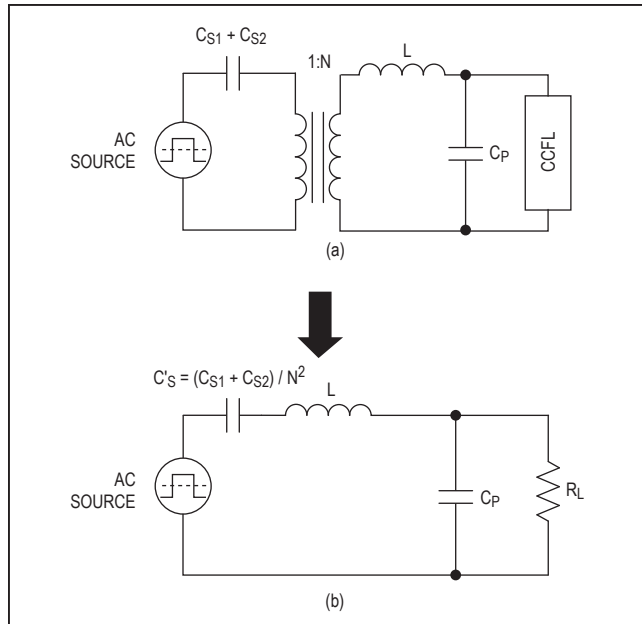 CS1 + CS2
1:N
L
AC
SOURCE
CP
CCFL
(a)
C'S = (CS1 + CS2) / N²
L
AC
SOURCE
CP
RL
(b)